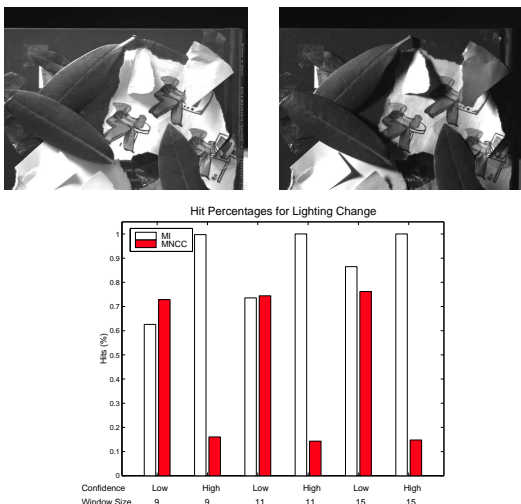 Hit Percentages for Lighting Change
MI
MNCC
1
0.9
0.8
0.7
0.6
0.5
0.4
0.3
0.2
0.1
0
Hits (%)
Confidence Low High Low High Low High
Window Size 9 9 11 11 15 15